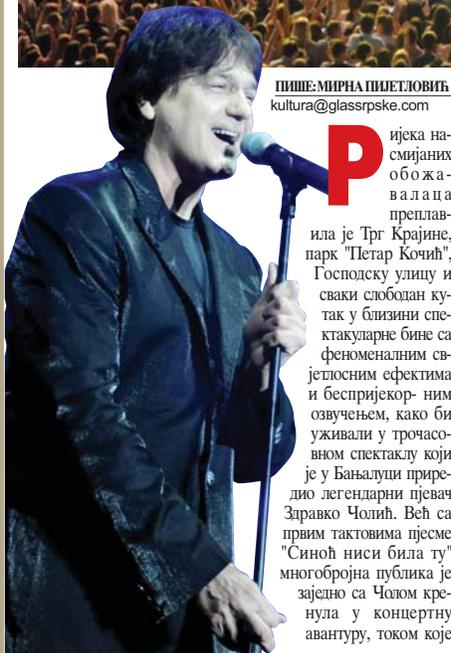 ПИШЕ: МИРНА ПИЈЕТЛОВИЋ
kultura@glassrpske.com
Ријека на-
смијаних
обожа-
валаца
преплав-
ила је Трг Крајине,
парк "Петар Кочић",
Господску улицу и
сваки слободан ку-
так у близини спе-
ктакуларне бине са
феноменалним св-
јетлосним ефектима
и беспријекор- ним
озвучењем, како би
уживали у трочасо-
вном спектаклу који
је у Бањалуци прире-
дио легендарни пјевач
Здравко Чолић. Већ са
првим тактовима пјесме
"Синоћ ниси била ту"
многобројна публика је
заједно са Чолом кре-
нула у концертну
авантуру, током које